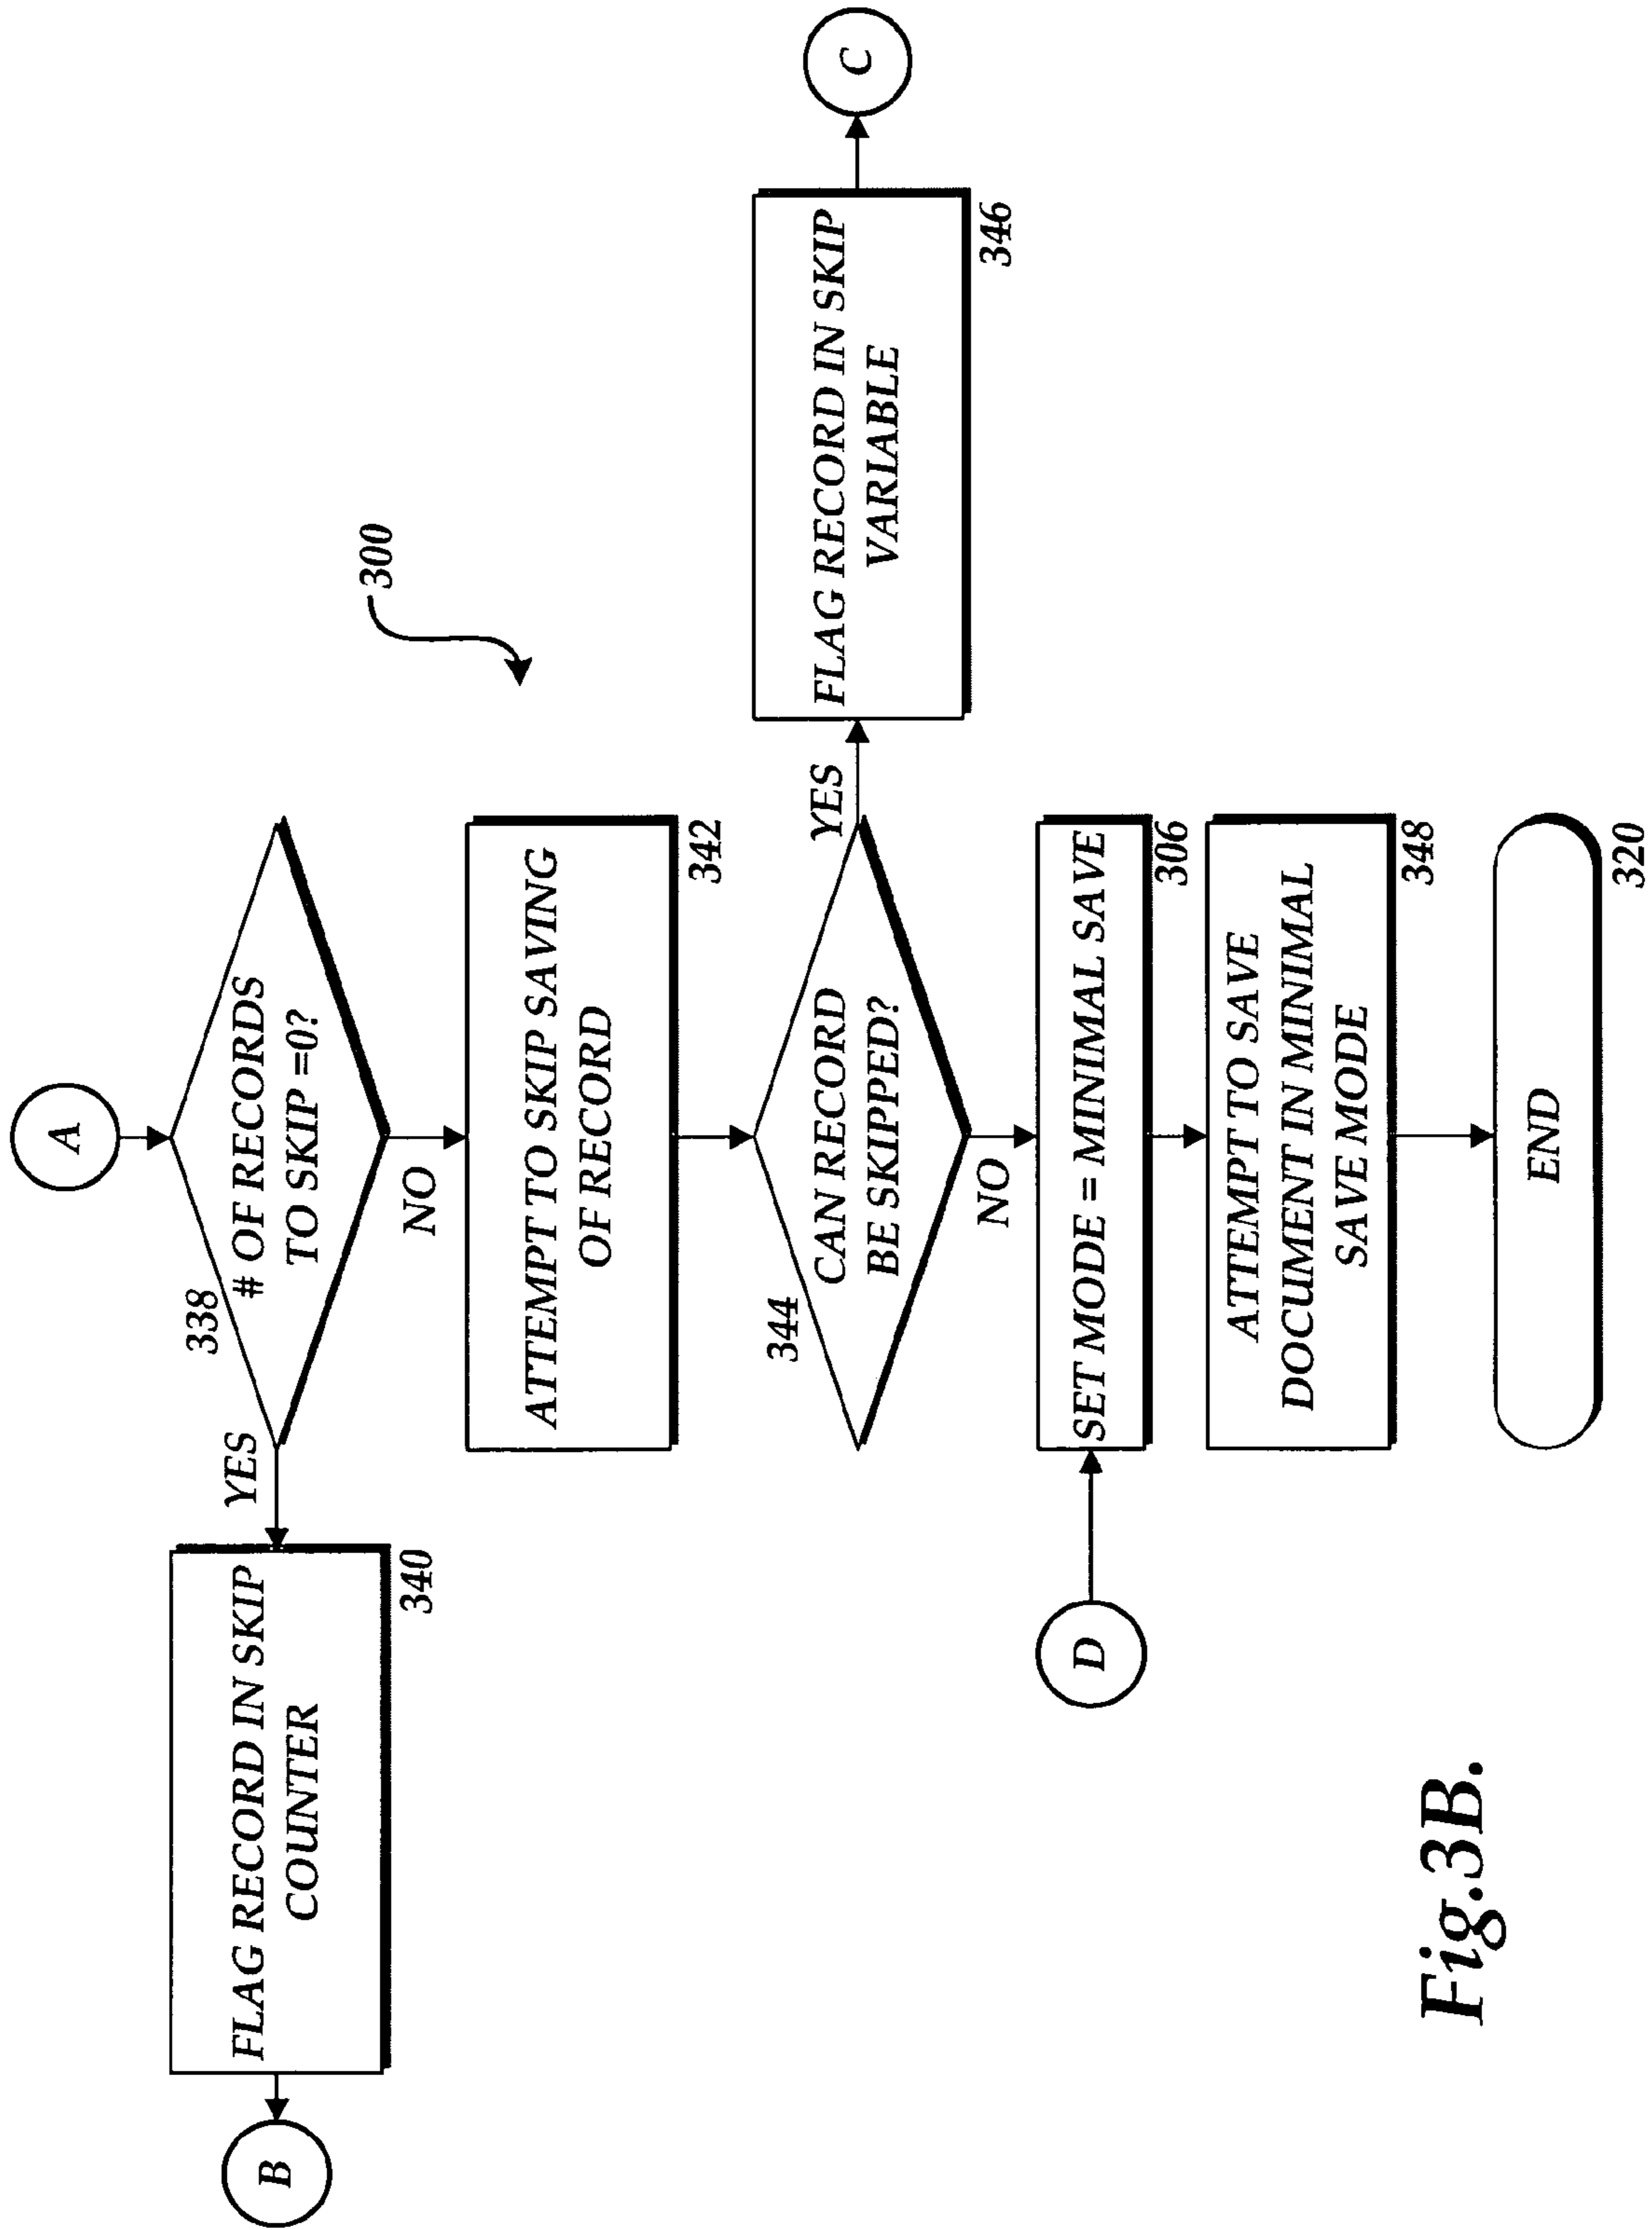 A
338
# OF RECORDS
TO SKIP =0?
YES
FLAG RECORD IN SKIP
COUNTER
340
B
NO
300
ATTEMPT TO SKIP SAVING
OF RECORD
342
344
CAN RECORD
BE SKIPPED?
YES
FLAG RECORD IN SKIP
VARIABLE
346
C
NO
D
SET MODE = MINIMAL SAVE
306
ATTEMPT TO SAVE
DOCUMENT IN MINIMAL
SAVE MODE
348
END
320
Fig.3B.